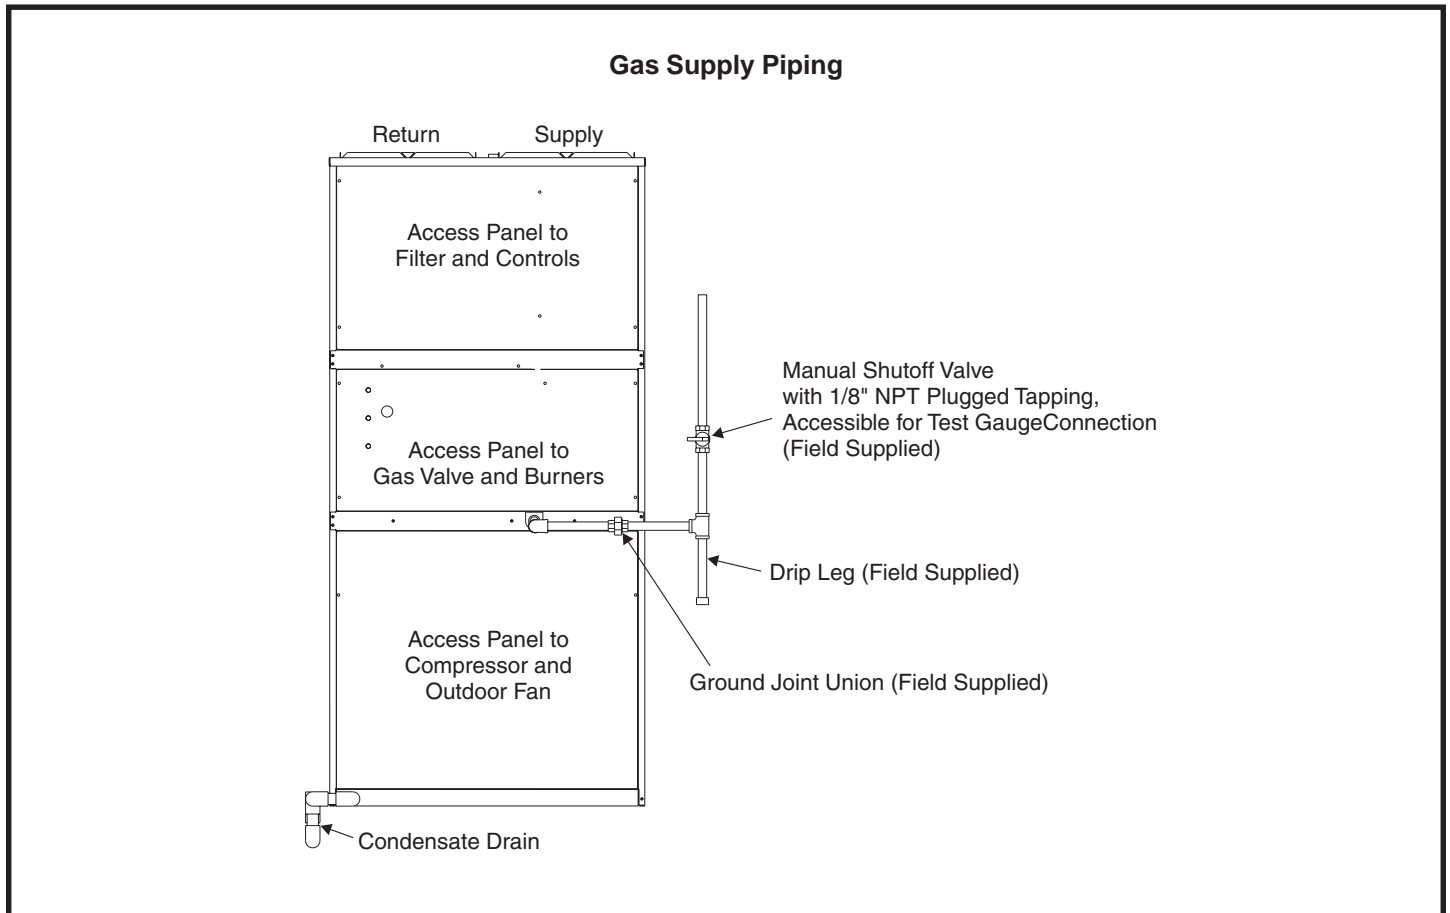 Gas Supply Piping
Return
Supply
Access Panel to
Filter and Controls
Manual Shutoff Valve
with 1/8" NPT Plugged Tapping,
Accessible for Test GaugeConnection
(Field Supplied)
Access Panel to
Gas Valve and Burners
Drip Leg (Field Supplied)
Access Panel to
Compressor and
Outdoor Fan
Ground Joint Union (Field Supplied)
Condensate Drain